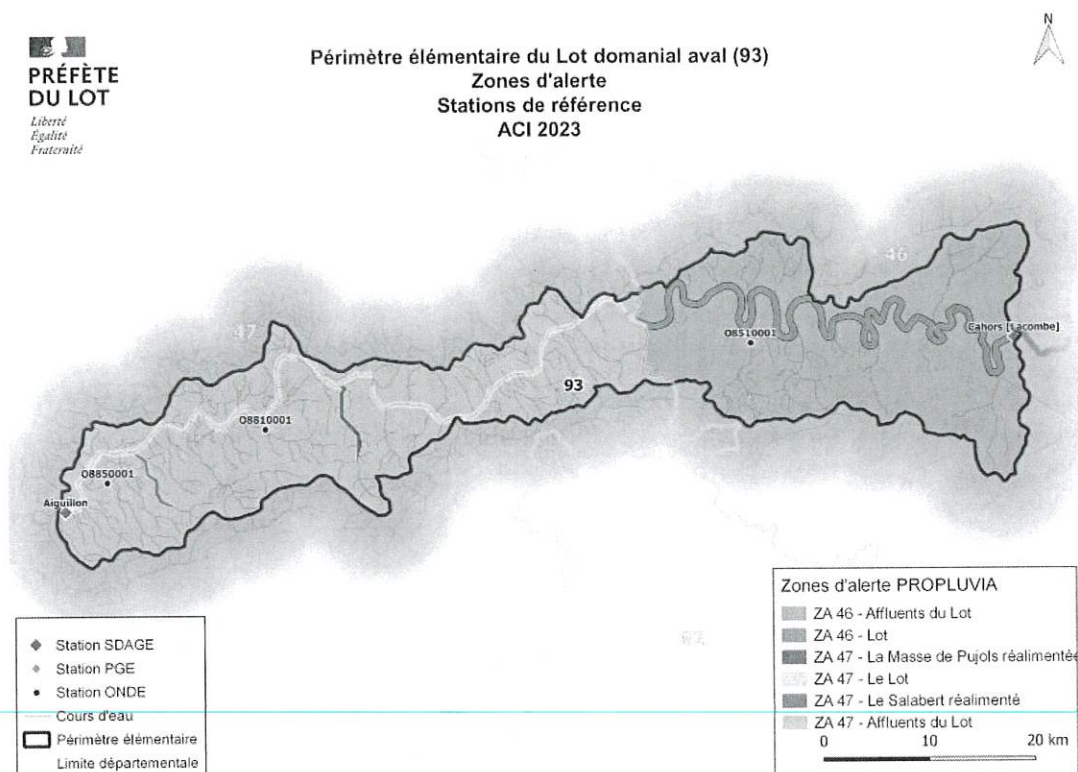 PRÉFÈTE
DU LOT
Liberté
Égalité
Fraternité
Périmètre élémentaire du Lot domanial aval (93)
Zones d'alerte
Stations de référence
ACI 2023
N
46
47
Cahors [Lacombe]
O8510001
93
O8810001
O8850001
Aiguillon
Station SDAGE
Station PGE
Station ONDE
Cours d'eau
Périmètre élémentaire
Limite départementale
Zones d'alerte PROPLUVIA
ZA 46 - Affluents du Lot
ZA 46 - Lot
ZA 47 - La Masse de Pujols réalimentée
ZA 47 - Le Lot
ZA 47 - Le Salabert réalimenté
ZA 47 - Affluents du Lot
0 10 20 km